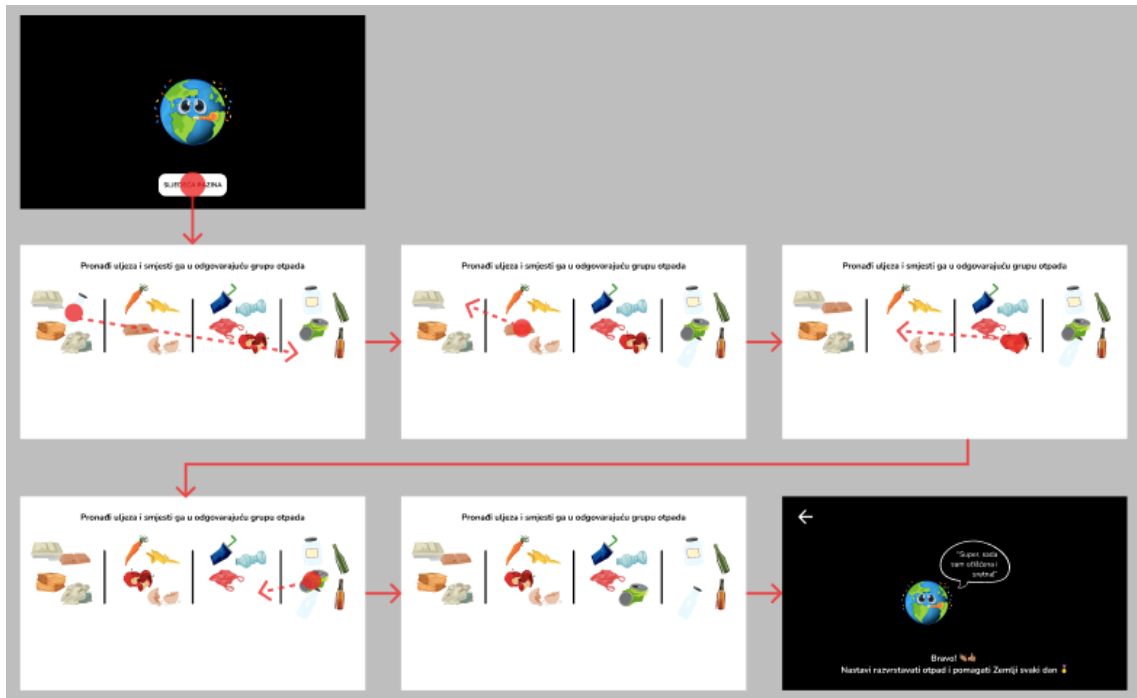 SLJEDEĆA RAZINA
Pronađi uljeza i smjesti ga u odgovarajuću grupu otpada
Pronađi uljeza i smjesti ga u odgovarajuću grupu otpada
Pronađi uljeza i smjesti ga u odgovarajuću grupu otpada
Pronađi uljeza i smjesti ga u odgovarajuću grupu otpada
Pronađi uljeza i smjesti ga u odgovarajuću grupu otpada
"Super, sada
sam očišćena i
sretna!"
Bravo! 👏👍
Nastavi razvrstavati otpad i pomagati Zemlji svaki dan 🏅